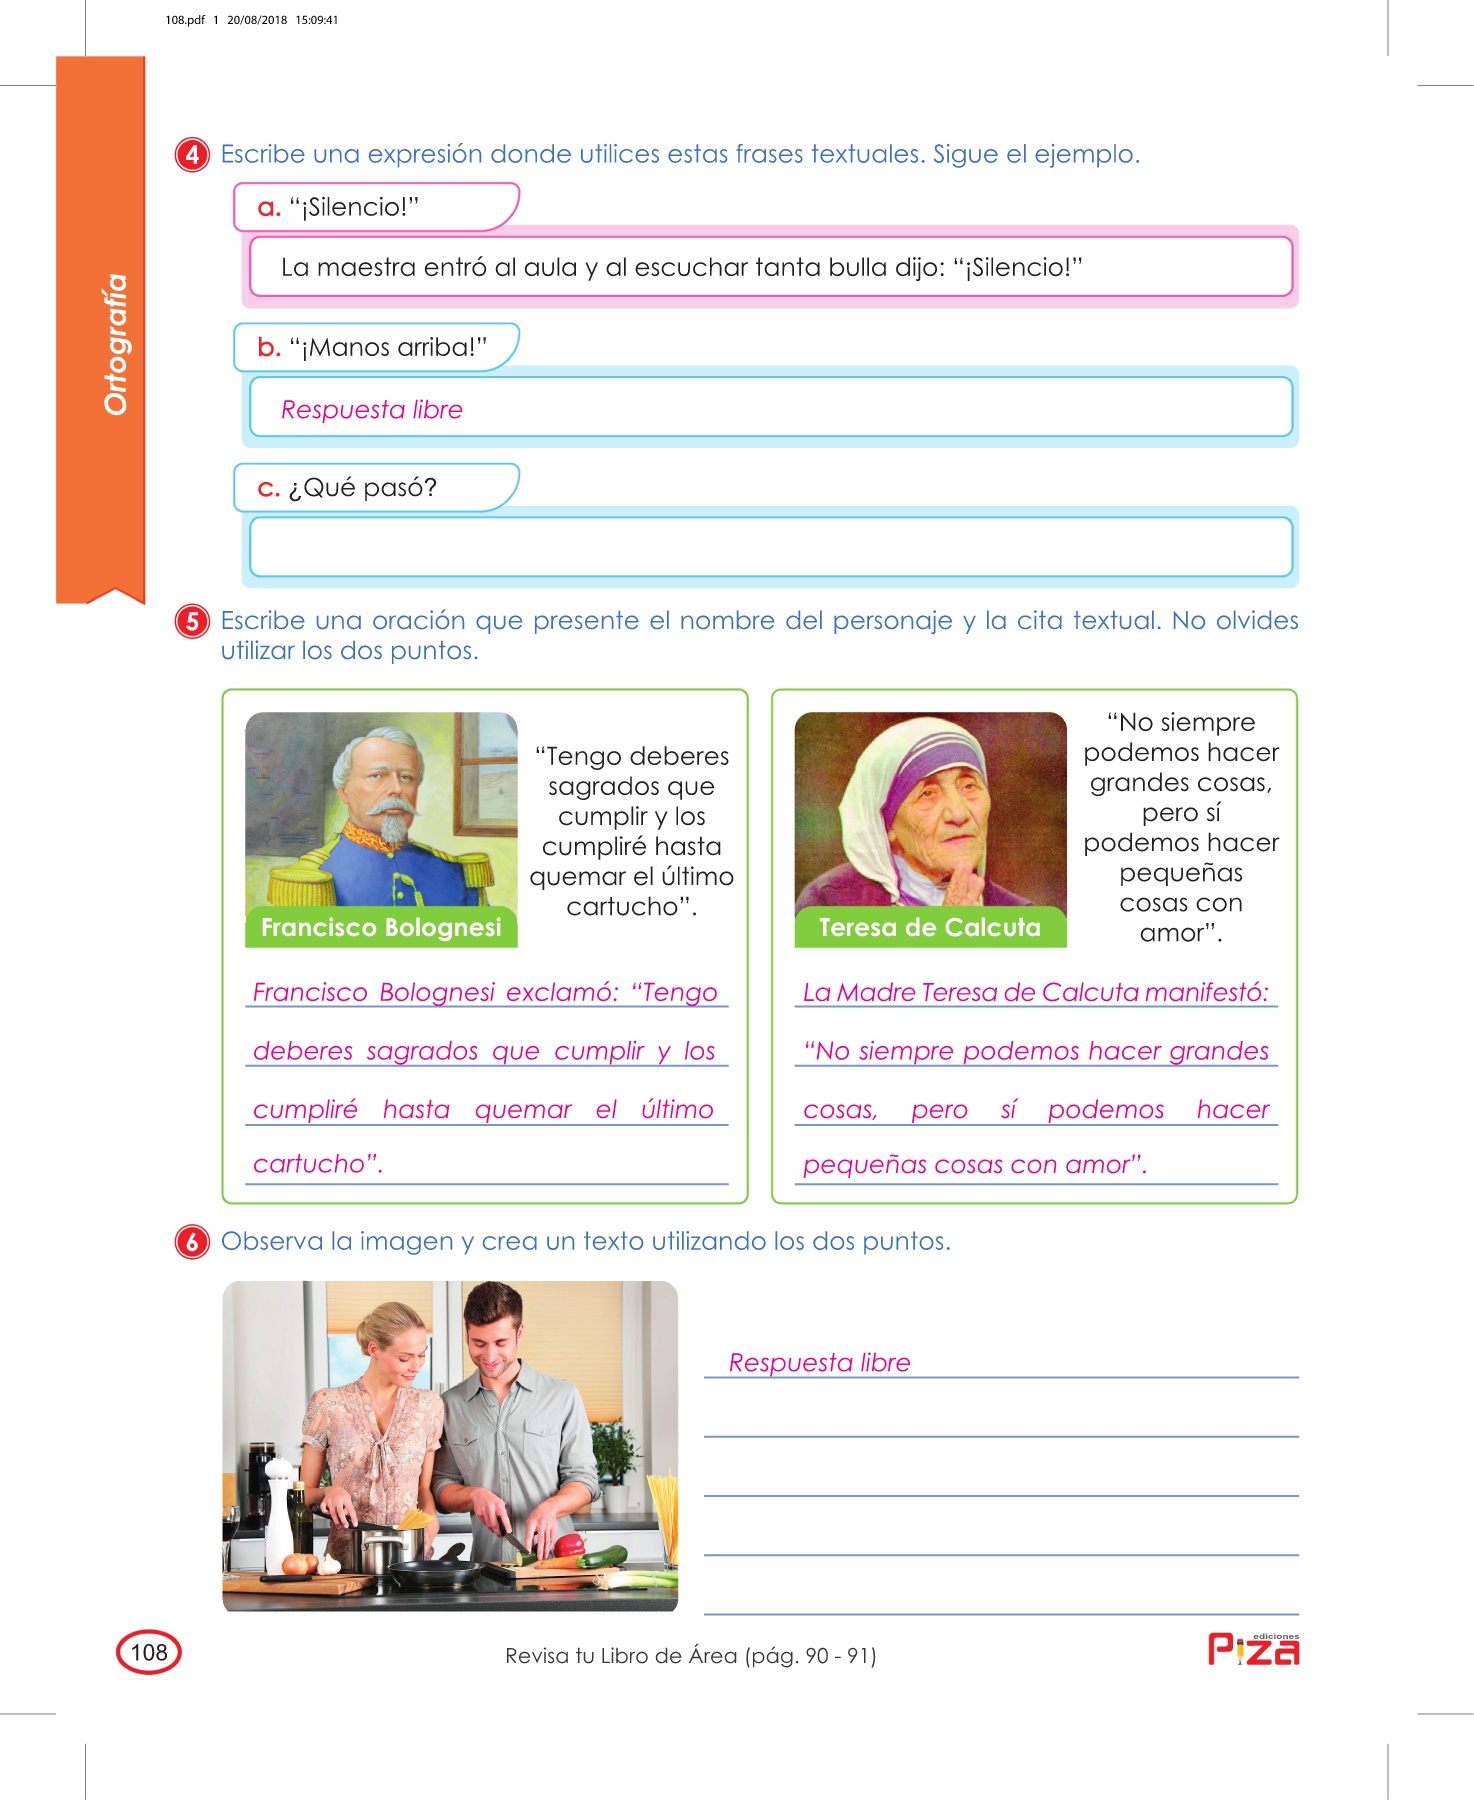 108.pdf 1 20/08/2018 15:09:41
Ortografía
4 Escribe una expresión donde utilices estas frases textuales. Sigue el ejemplo.
a. “¡Silencio!”
La maestra entró al aula y al escuchar tanta bulla dijo: “¡Silencio!”
b. “¡Manos arriba!”
Respuesta libre
c. ¿Qué pasó?
5 Escribe una oración que presente el nombre del personaje y la cita textual. No olvides
utilizar los dos puntos.
“Tengo deberes
sagrados que
cumplir y los
cumpliré hasta
quemar el último
cartucho”.
Francisco Bolognesi
Francisco Bolognesi exclamó: “Tengo
deberes sagrados que cumplir y los
cumpliré hasta quemar el último
cartucho”.
“No siempre
podemos hacer
grandes cosas,
pero sí
podemos hacer
pequeñas
cosas con
amor”.
Teresa de Calcuta
La Madre Teresa de Calcuta manifestó:
“No siempre podemos hacer grandes
cosas, pero sí podemos hacer
pequeñas cosas con amor”.
6 Observa la imagen y crea un texto utilizando los dos puntos.
Respuesta libre
108
Revisa tu Libro de Área (pág. 90 - 91)
ediciones
Piza